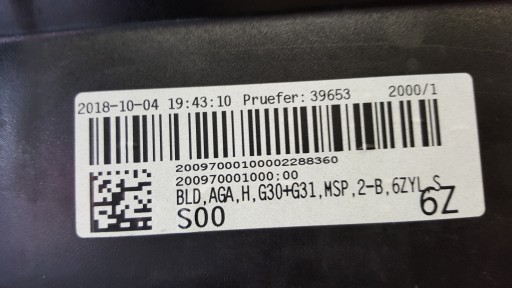 2018-10-04 19:43:10 Pruefer: 39653 2000/1
20097000100002288360
200970001000;00
BLD,AGA,H,G30+G31,MSP,2-B,6ZYL,S
S00 6Z